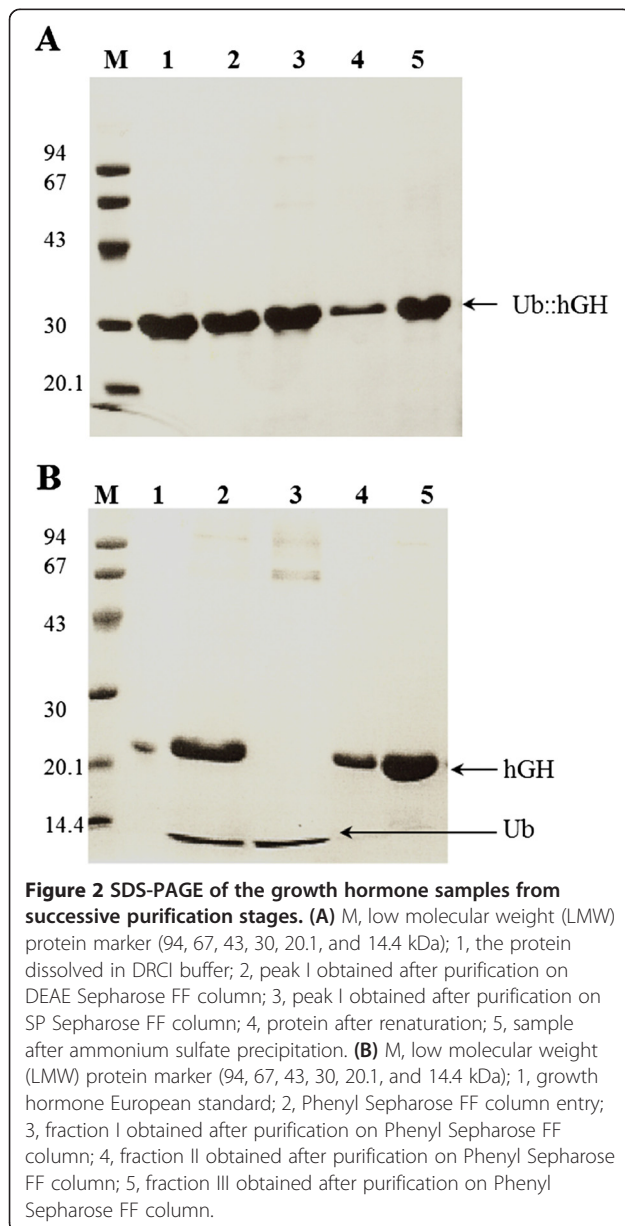 A
M 1 2 3 4 5
94
67
43
30
20.1
Ub::hGH
B
M 1 2 3 4 5
94
67
43
30
20.1
14.4
hGH
Ub
Figure 2 SDS-PAGE of the growth hormone samples from
successive purification stages. (A) M, low molecular weight (LMW)
protein marker (94, 67, 43, 30, 20.1, and 14.4 kDa); 1, the protein
dissolved in DRCI buffer; 2, peak I obtained after purification on
DEAE Sepharose FF column; 3, peak I obtained after purification on
SP Sepharose FF column; 4, protein after renaturation; 5, sample
after ammonium sulfate precipitation. (B) M, low molecular weight
(LMW) protein marker (94, 67, 43, 30, 20.1, and 14.4 kDa); 1, growth
hormone European standard; 2, Phenyl Sepharose FF column entry;
3, fraction I obtained after purification on Phenyl Sepharose FF
column; 4, fraction II obtained after purification on Phenyl Sepharose
FF column; 5, fraction III obtained after purification on Phenyl
Sepharose FF column.